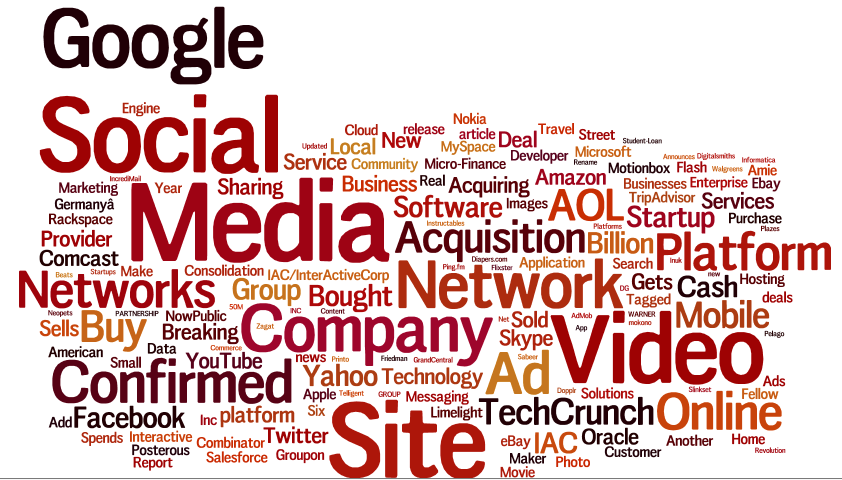 Google
Social
Engine
Nokia
Cloud
release
article
Travel
Street
Updated
Local
New
MySpace
Deal
Student-Loan
Service
Community
Micro-Finance
Developer
Microsoft
Rename
Announces
Digitalsmiths
Informatica
IncrediMail
Motionbox
Flash
Walgreens
Amie
Marketing
Year
Sharing
Business
Real
Acquiring
Amazon
Businesses
Enterprise
Ebay
Germanyâ
Media
Software
Images
AOL
TripAdvisor
Services
Rackspace
Startup
Purchase
Instructables
Platforms
Plazes
Provider
Acquisition
Billion
Platform
Comcast
Diapers.com
Ping.fm
Flixster
Application
Search
Inuk
Beats
Startups
Make
Consolidation
IAC/InterActiveCorp
new
Networks
Group
Bought
Network
DG
Gets
Cash
Hosting
Tagged
deals
Neopets
PARTNERSHIP
NowPublic
50M
INC
Content
Net
Sold
AdMob
WARNER
Mobile
Sells
Buy
Breaking
Zagat
Company
Skype
App
mokono
Video
Pelago
American
Small
Data
Commerce
YouTube
news
Printo
Friedman
GrandCentral
Sabeer
Confirmed
Yahoo
Technology
Ad
Apple
Telligent
GROUP
Messaging
Dopplr
Solutions
Slinkset
Ads
Fellow
Add
Facebook
Inc
platform
Six
Limelight
TechCrunch
Online
Spends
Interactive
Combinator
Twitter
Site
eBay
IAC
Oracle
Another
Home
Posterous
Salesforce
Groupon
Customer
Revolution
Report
Maker
Photo
Movie